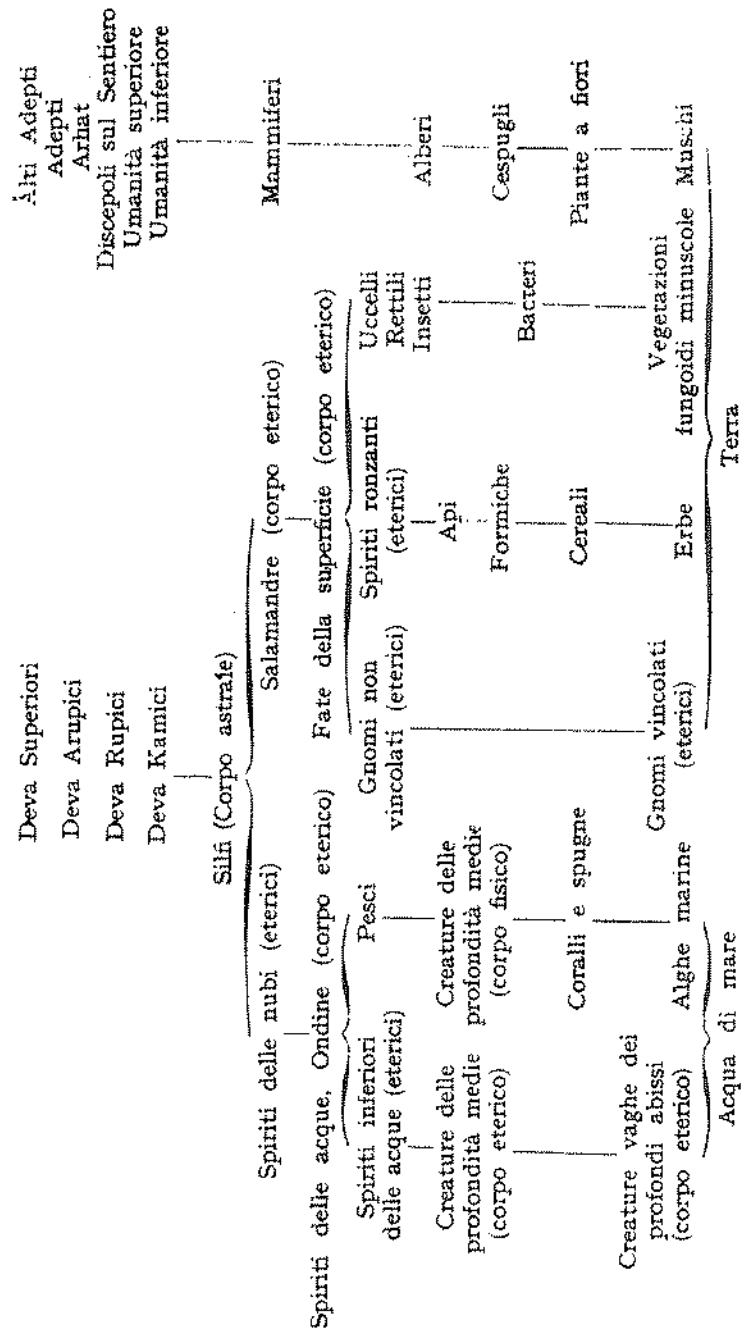 Deva Superiori
Deva Arupici
Deva Rupici
Deva Kamici
Alti Adepti
Adepti
Arhat
Discepoli sul Sentiero
Umanità superiore
Umanità inferiore
Silfi (Corpo astrale)
Spiriti delle nubi (eterici)
Salamandre (corpo eterico)
Mammiferi
Spiriti delle acque, Ondine (corpo eterico)
Fate della superficie (corpo eterico)
Spiriti inferiori
delle acque (eterici)
Pesci
Gnomi non
vincolati (eterici)
Spiriti ronzanti
(eterici)
Uccelli
Rettili
Insetti
Creature delle
profondità medie
(corpo eterico)
Creature delle
profondità medie
(corpo fisico)
Api
Formiche
Cereali
Bacteri
Alberi
Cespugli
Piante a fiori
Coralli e spugne
Creature vaghe dei
profondi abissi
(corpo eterico)
Alghe marine
Gnomi vincolati
(eterici)
Erbe
Vegetazioni
fungoidi minuscole
Muschi
Acqua di mare
Terra